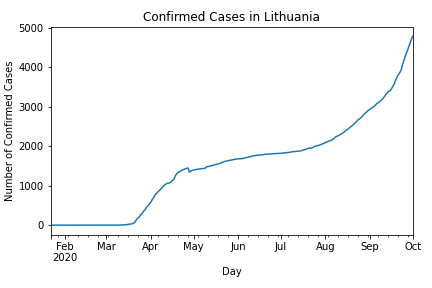 Confirmed Cases in Lithuania
Number of Confirmed Cases
5000
4000
3000
2000
1000
0
Feb Mar Apr May Jun Jul Aug Sep Oct
2020
Day